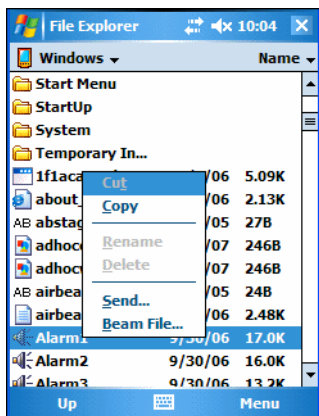 File Explorer 10:04
Windows Name
Start Menu
StartUp
System
Temporary In...
1f1aca /06 5.09K
Cut
about_ /06 2.13K
Copy
AB abstag /05 27B
adhoc /07 246B
Rename
adhoc /07 246B
Delete
AB airbea /05 24B
Send...
airbea /06 2.48K
Beam File...
Alarm1 9/30/06 17.0K
Alarm2 9/30/06 16.0K
Alarm3 9/30/06 13.2K
Up Menu